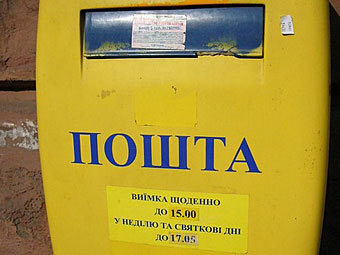 ПОШТА
ВИЇМКА ЩОДЕННО
ДО 15.00
У НЕДІЛЮ ТА СВЯТКОВІ ДНІ
ДО 17.05